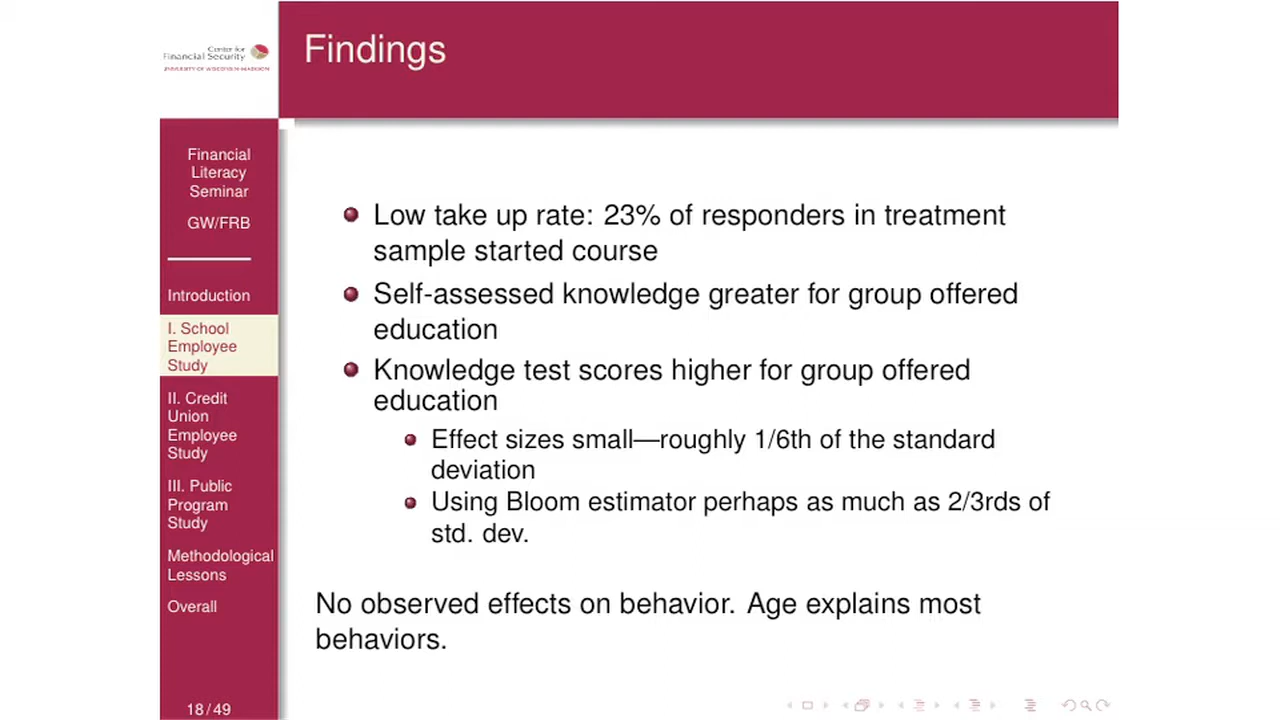 Center for
Financial Security
UNIVERSITY OF WISCONSIN-MADISON
Findings
Financial
Literacy
Seminar
GW/FRB
Introduction
I. School
Employee
Study
II. Credit
Union
Employee
Study
III. Public
Program
Study
Methodological
Lessons
Overall
18/49
Low take up rate: 23% of responders in treatment
sample started course
Self-assessed knowledge greater for group offered
education
Knowledge test scores higher for group offered
education
Effect sizes small—roughly 1/6th of the standard
deviation
Using Bloom estimator perhaps as much as 2/3rds of
std. dev.
No observed effects on behavior. Age explains most
behaviors.